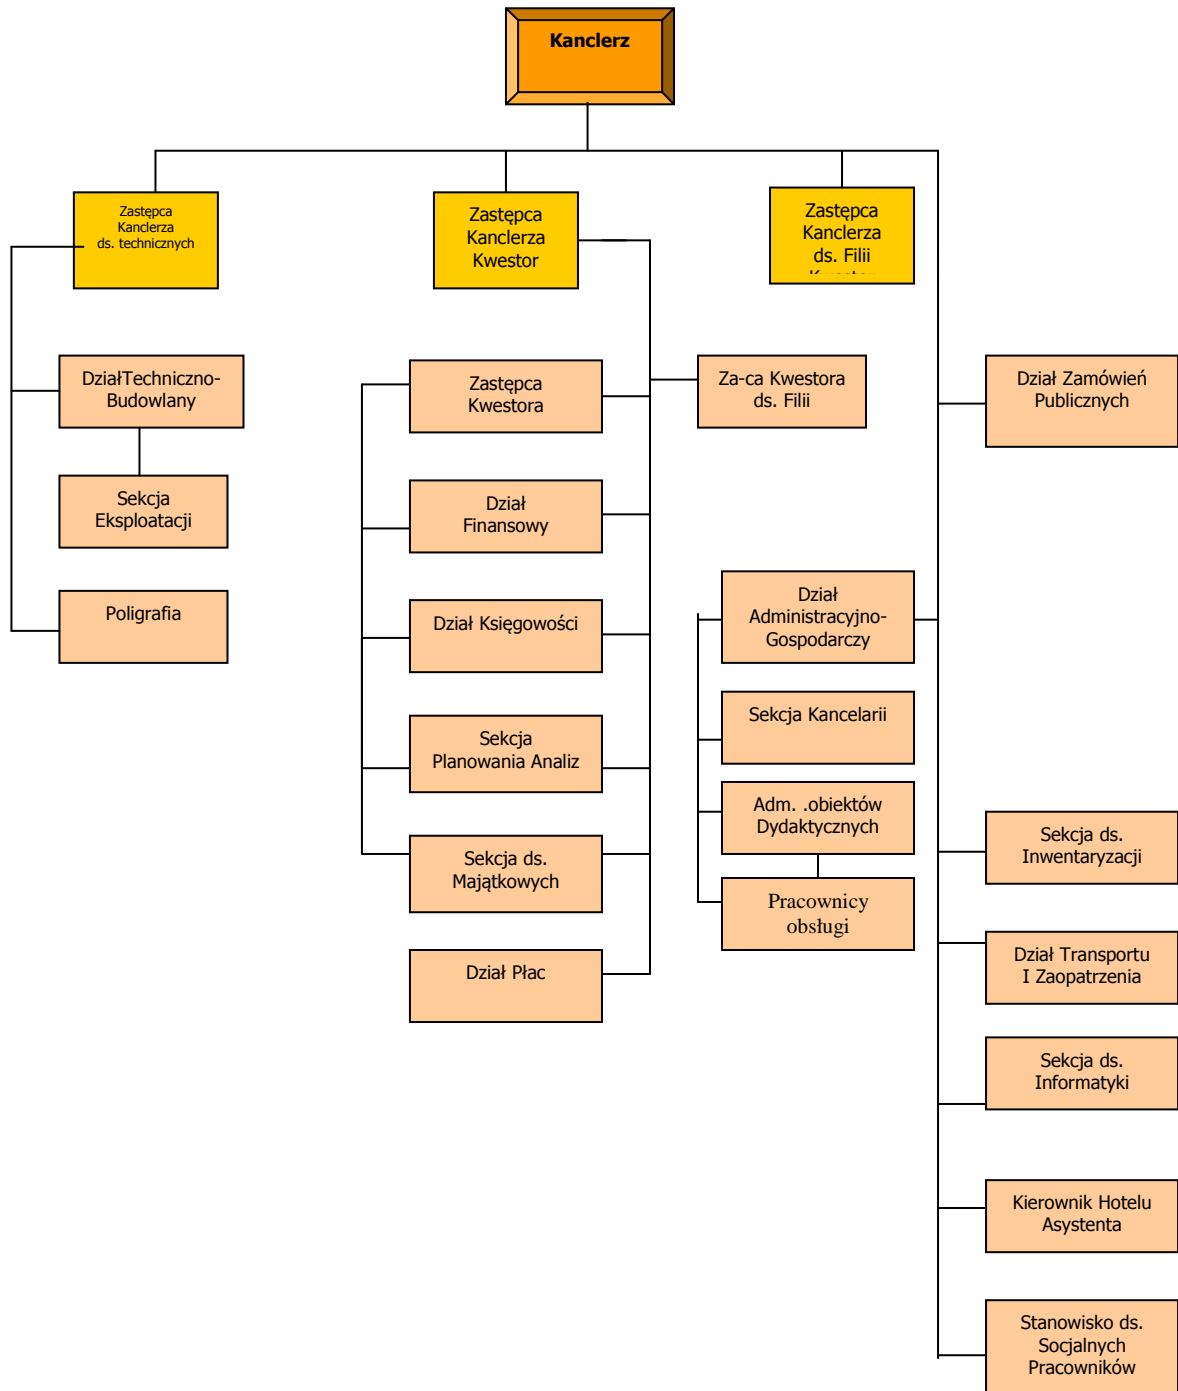 Kanclerz
Zastępca
Kanclerza
ds. technicznych
Zastępca
Kanclerza
Kwestor
Zastępca
Kanclerza
ds. Filii
DziałTechniczno-
Budowlany
Sekcja
Eksploatacji
Poligrafia
Zastępca
Kwestora
Dział
Finansowy
Dział Księgowości
Sekcja
Planowania Analiz
Sekcja ds.
Majątkowych
Dział Płac
Za-ca Kwestora
ds. Filii
Dział
Administracyjno-
Gospodarczy
Sekcja Kancelarii
Adm. .obiektów
Dydaktycznych
Pracownicy
obsługi
Dział Zamówień
Publicznych
Sekcja ds.
Inwentaryzacji
Dział Transportu
I Zaopatrzenia
Sekcja ds.
Informatyki
Kierownik Hotelu
Asystenta
Stanowisko ds.
Socjalnych
Pracowników